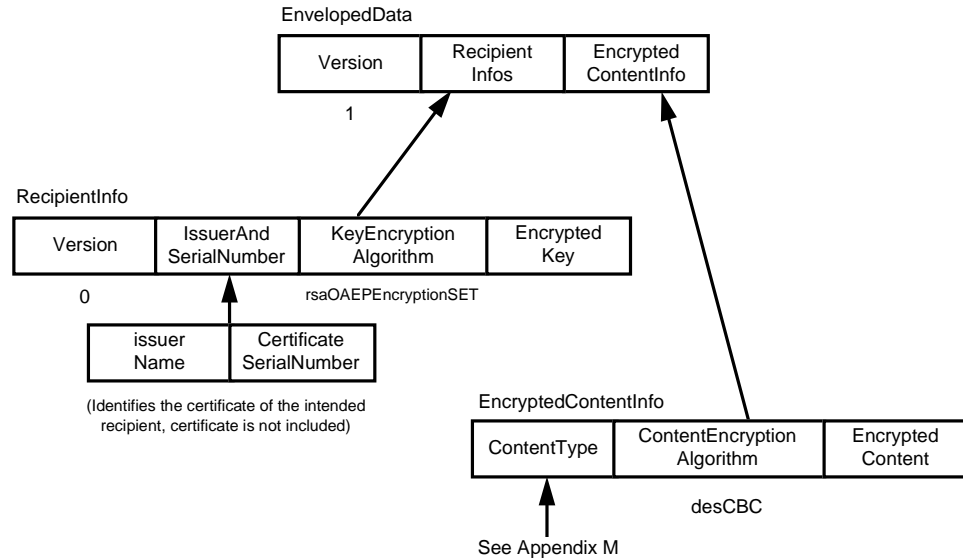 EnvelopedData
Version
Recipient
Infos
Encrypted
ContentInfo
1
RecipientInfo
Version
IssuerAnd
SerialNumber
KeyEncryption
Algorithm
Encrypted
Key
0
rsaOAEPEncryptionSET
issuer
Name
Certificate
SerialNumber
(Identifies the certificate of the intended
recipient, certificate is not included)
EncryptedContentInfo
ContentType
ContentEncryption
Algorithm
Encrypted
Content
desCBC
See Appendix M